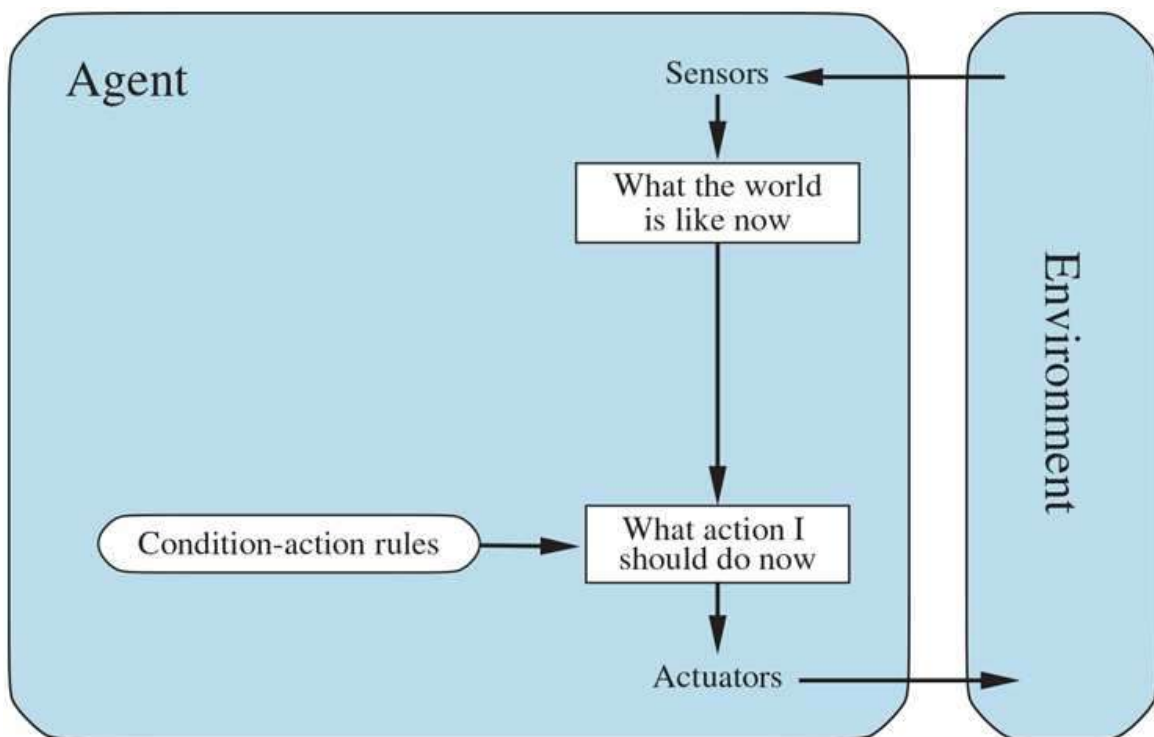 Agent
Sensors
What the world
is like now
Environment
Condition-action rules
What action I
should do now
Actuators